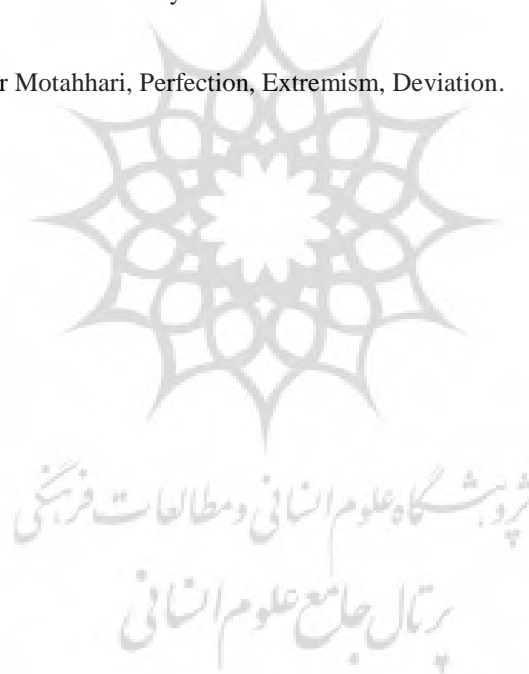 y
r Motahhari, Perfection, Extremism, Deviation.
پژوهشگاه علوم انسانی و مطالعات فرهنگی
پرتال جامع علوم انسانی